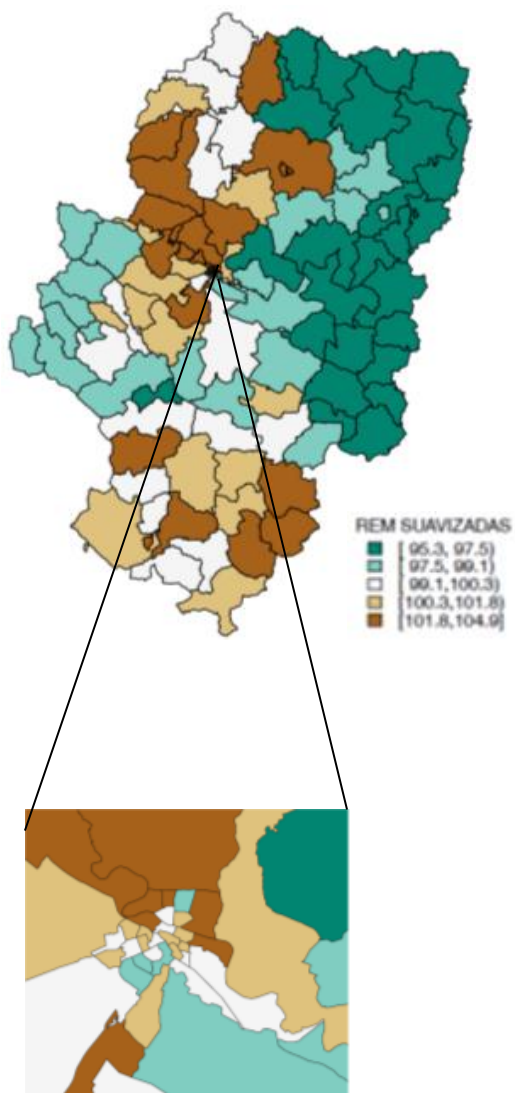 REM SUAVIZADAS
[ 95.3, 97.5)
[ 97.5, 99.1)
[ 99.1,100.3)
[100.3,101.8)
[101.8,104.9]